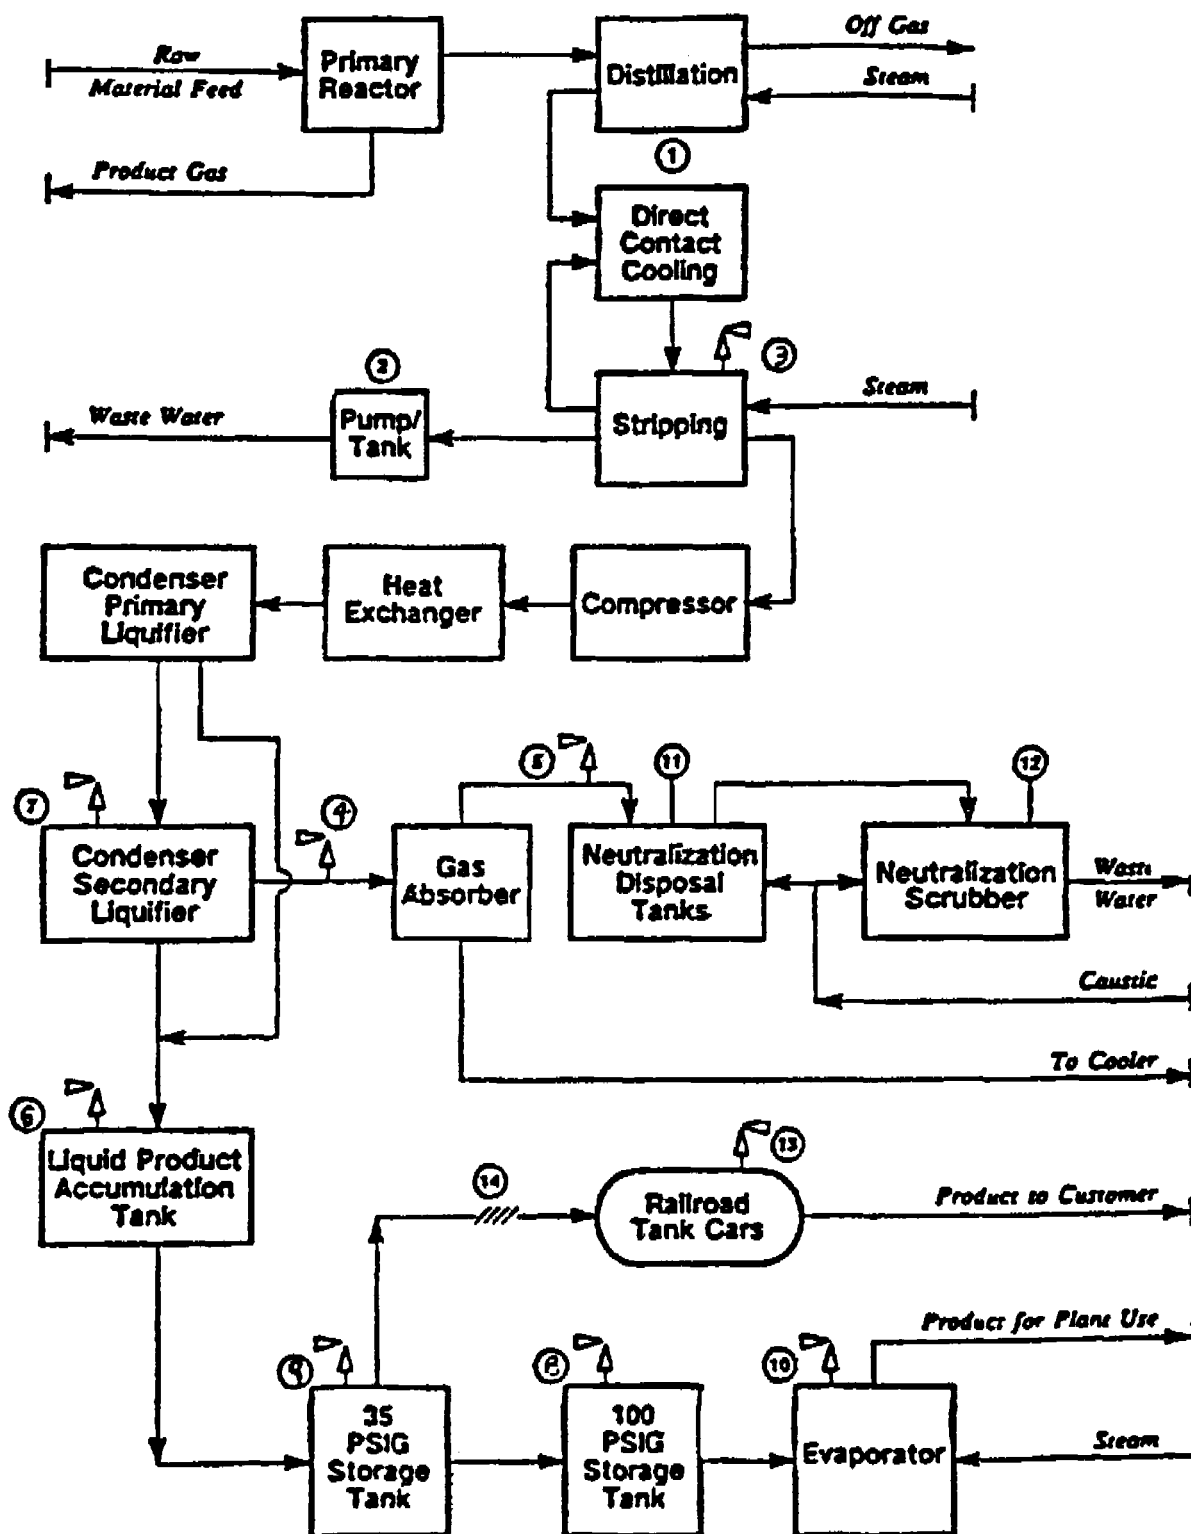 Off Gas
Raw
Material Feed
Primary
Reactor
Distillation
Steam
Product Gas
1
Direct
Contact
Cooling
3
2
Steam
Waste Water
Pump/
Tank
Stripping
Condenser
Primary
Liquifier
Heat
Exchanger
Compressor
7
4
5
11
12
Condenser
Secondary
Liquifier
Gas
Absorber
Neutralization
Disposal
Tanks
Neutralization
Scrubber
Water
Caustic
To Cooler
6
Liquid Product
Accumulation
Tank
14
13
Railroad
Tank Cars
Product to Customer
Product for Plant Use
9
8
10
35
PSIG
Storage
Tank
100
PSIG
Storage
Tank
Evaporator
Steam